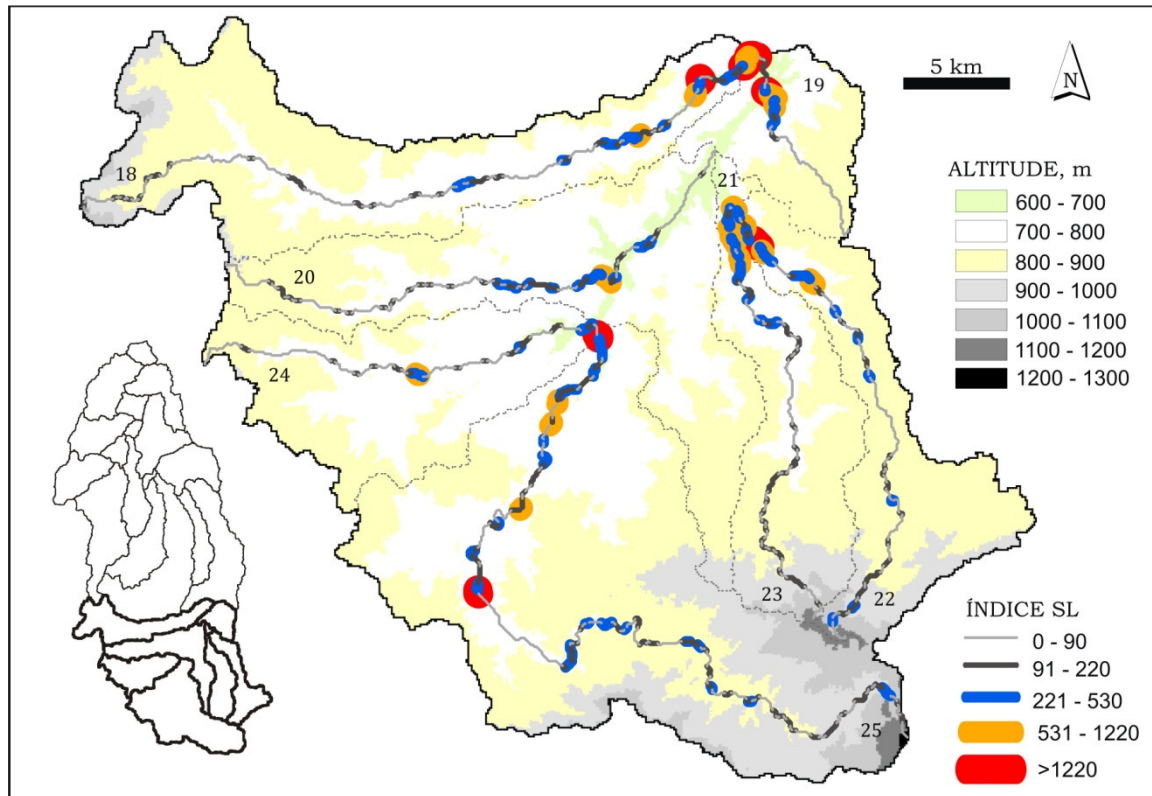 19
5 km
N
18
ALTITUDE, m
21
600 - 700
700 - 800
800 - 900
20
900 - 1000
1000 - 1100
1100 - 1200
24
1200 - 1300
23
22
ÍNDICE SL
0 - 90
91 - 220
221 - 530
25
531 - 1220
>1220